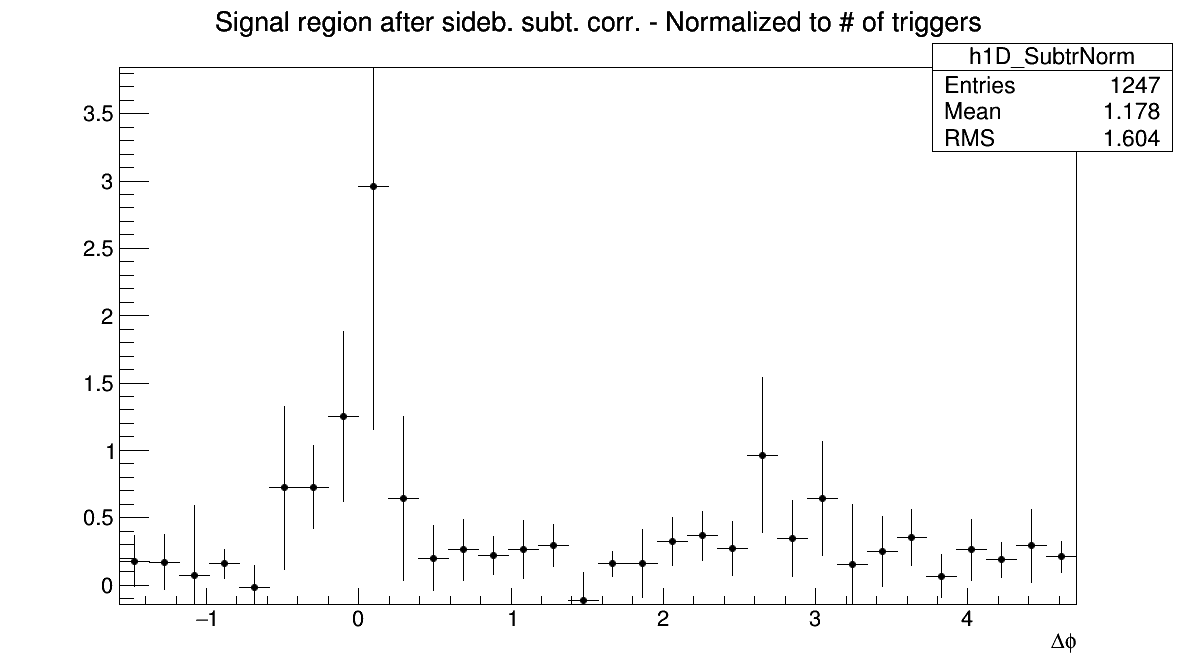 Signal region after sideb. subt. corr. - Normalized to # of triggers
h1D_SubtrNorm
Entries 1247
Mean 1.178
RMS 1.604
3.5
3
2.5
2
1.5
1
0.5
0
−1 0 1 2 3 4
Δϕ